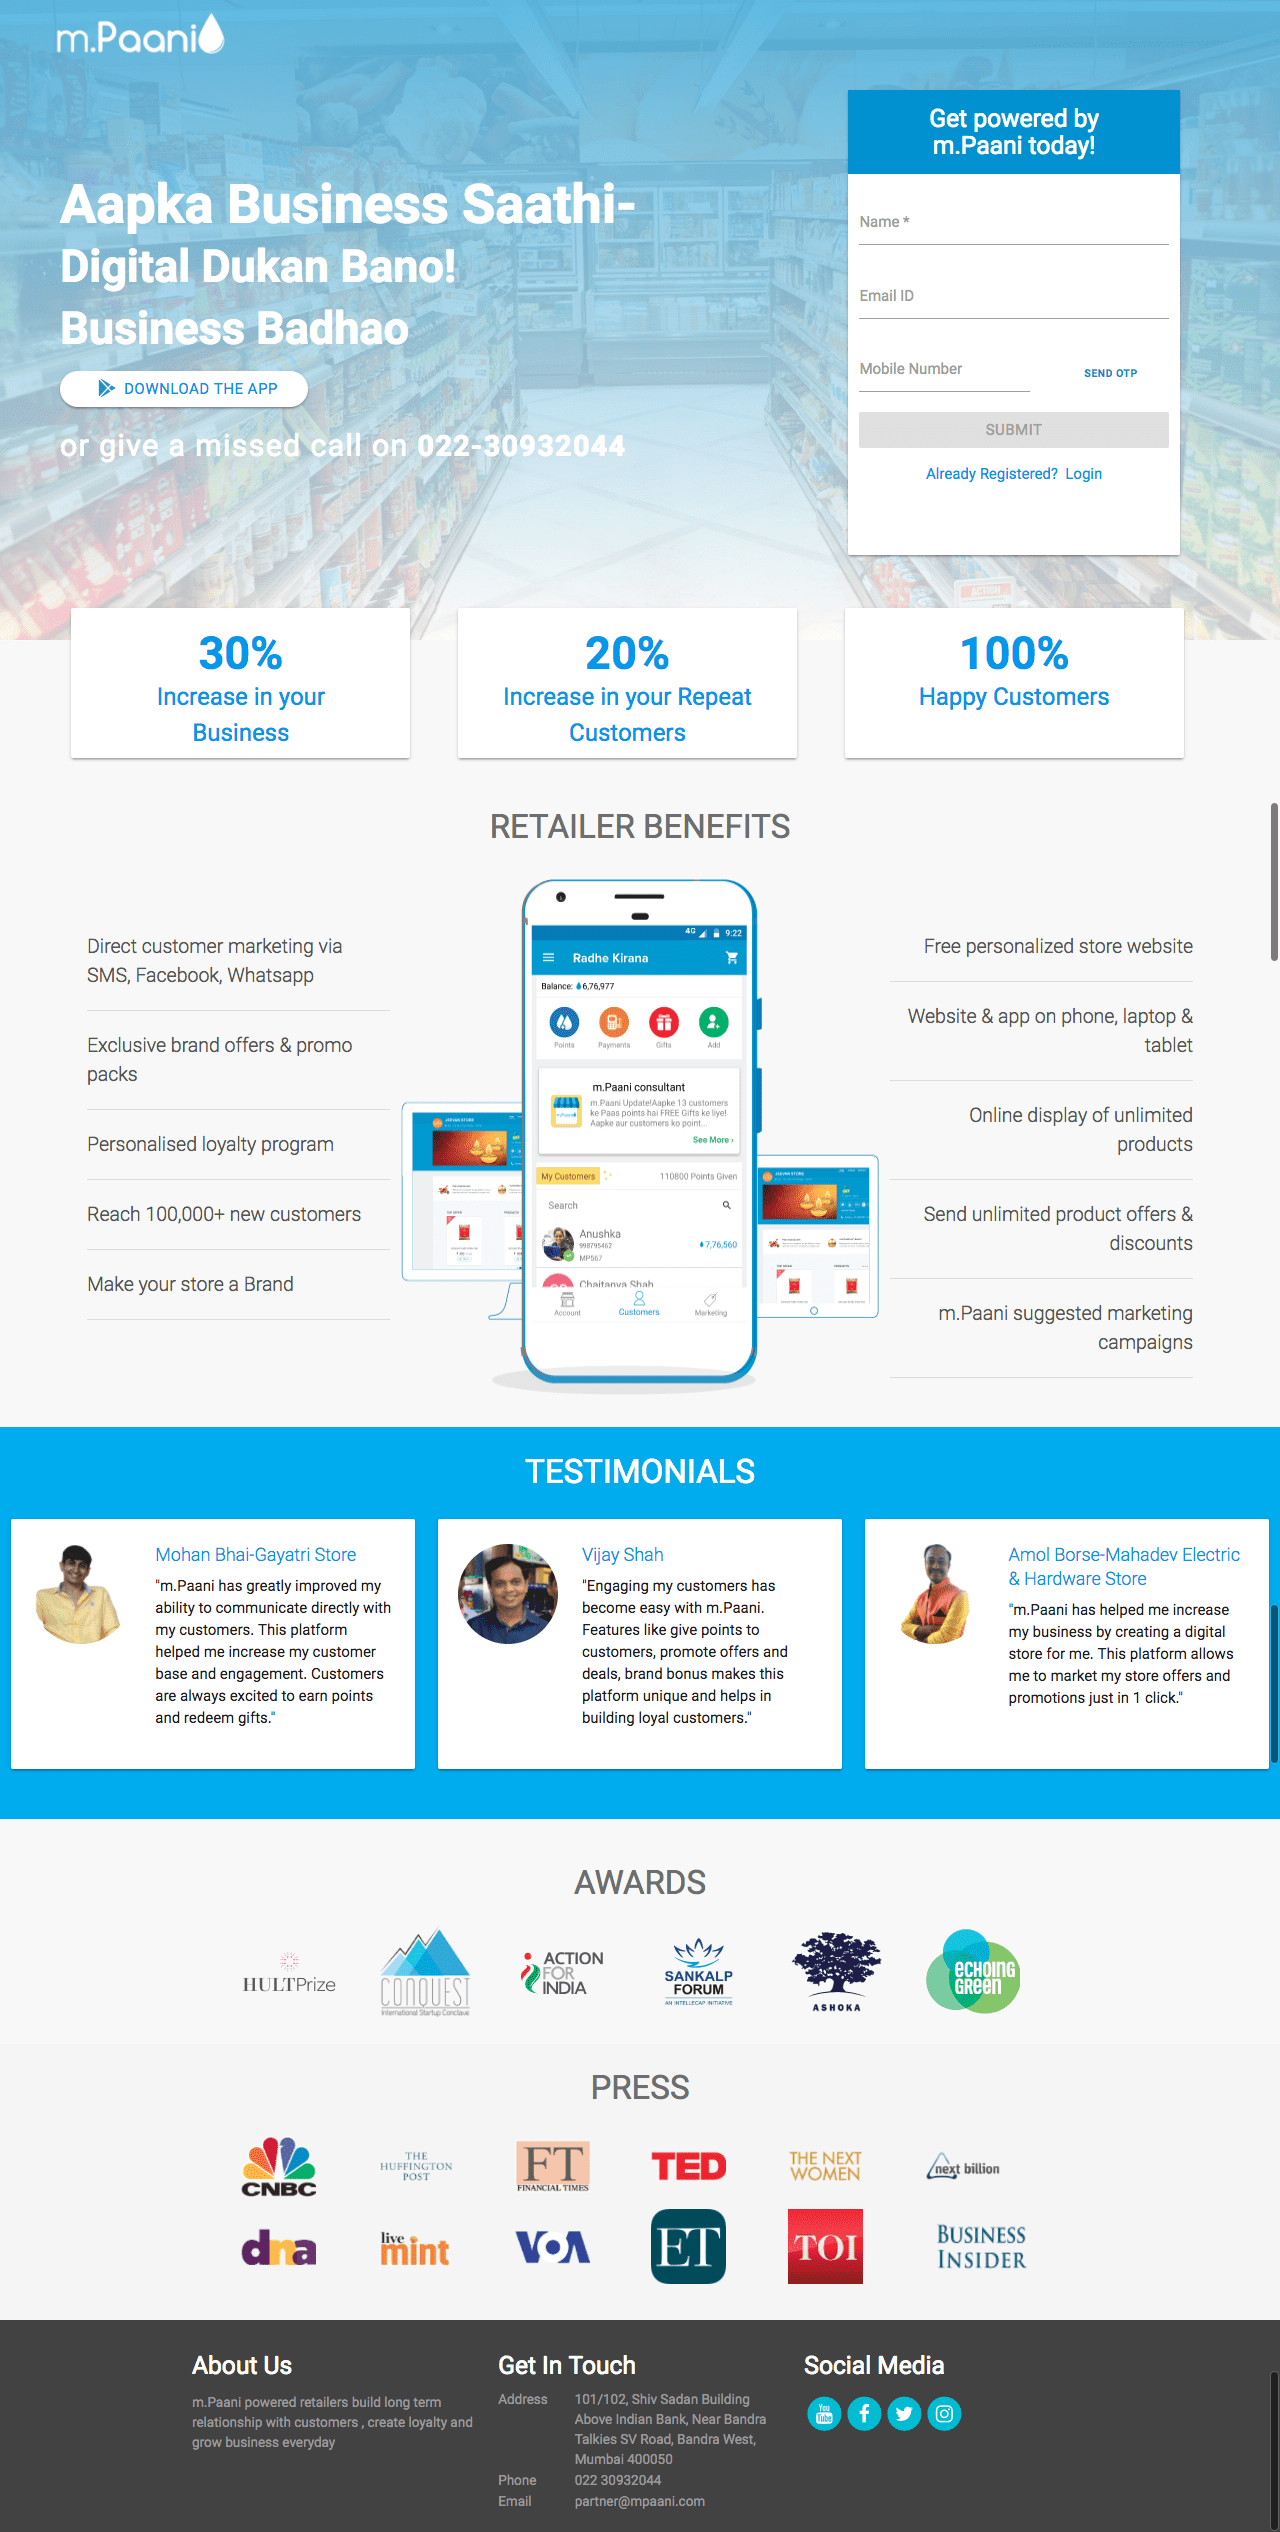 m.Paani
Get powered by
m.Paani today!
Aapka Business Saathi-
Digital Dukan Bano!
Business Badhao
DOWNLOAD THE APP
or give a missed call on 022-30932044
Name *
Email ID
Mobile Number
SEND OTP
SUBMIT
Already Registered? Login
30%
Increase in your
Business
20%
Increase in your Repeat
Customers
100%
Happy Customers
RETAILER BENEFITS
Direct customer marketing via
SMS, Facebook, Whatsapp
Exclusive brand offers & promo
packs
Personalised loyalty program
Reach 100,000+ new customers
Make your store a Brand
4G 9:22
Radhe Kirana
Balance: 6,76,977
Points Payments Gifts Add
m.Paani consultant
m.Paani Update!Aapke 13 customers
ke Paas points hai FREE Gifts ke liye!
Aapke aur customers ko point...
See More ›
My Customers 110800 Points Given
Search
Anushka
998795462
MP567
7,76,560
Chaitanya Shah
Account Customers Marketing
Free personalized store website
Website & app on phone, laptop &
tablet
Online display of unlimited
products
Send unlimited product offers &
discounts
m.Paani suggested marketing
campaigns
TESTIMONIALS
Mohan Bhai-Gayatri Store
"m.Paani has greatly improved my
ability to communicate directly with
my customers. This platform
helped me increase my customer
base and engagement. Customers
are always excited to earn points
and redeem gifts."
Vijay Shah
"Engaging my customers has
become easy with m.Paani.
Features like give points to
customers, promote offers and
deals, brand bonus makes this
platform unique and helps in
building loyal customers."
Amol Borse-Mahadev Electric
& Hardware Store
"m.Paani has helped me increase
my business by creating a digital
store for me. This platform allows
me to market my store offers and
promotions just in 1 click."
AWARDS
HULTPrize
CONQUEST
International Startup Conclave
ACTION
FOR
INDIA
SANKALP
FORUM
AN INTELLECAP INITIATIVE
ASHOKA
echoing
green
PRESS
CNBC
THE
HUFFINGTON
POST
FT
FINANCIAL TIMES
TED
THE NEXT
WOMEN
next billion
dna
live
mint
VOA
ET
TOI
BUSINESS
INSIDER
About Us
m.Paani powered retailers build long term
relationship with customers , create loyalty and
grow business everyday
Get In Touch
Address 101/102, Shiv Sadan Building
Above Indian Bank, Near Bandra
Talkies SV Road, Bandra West,
Mumbai 400050
Phone 022 30932044
Email partner@mpaani.com
Social Media
You
Tube